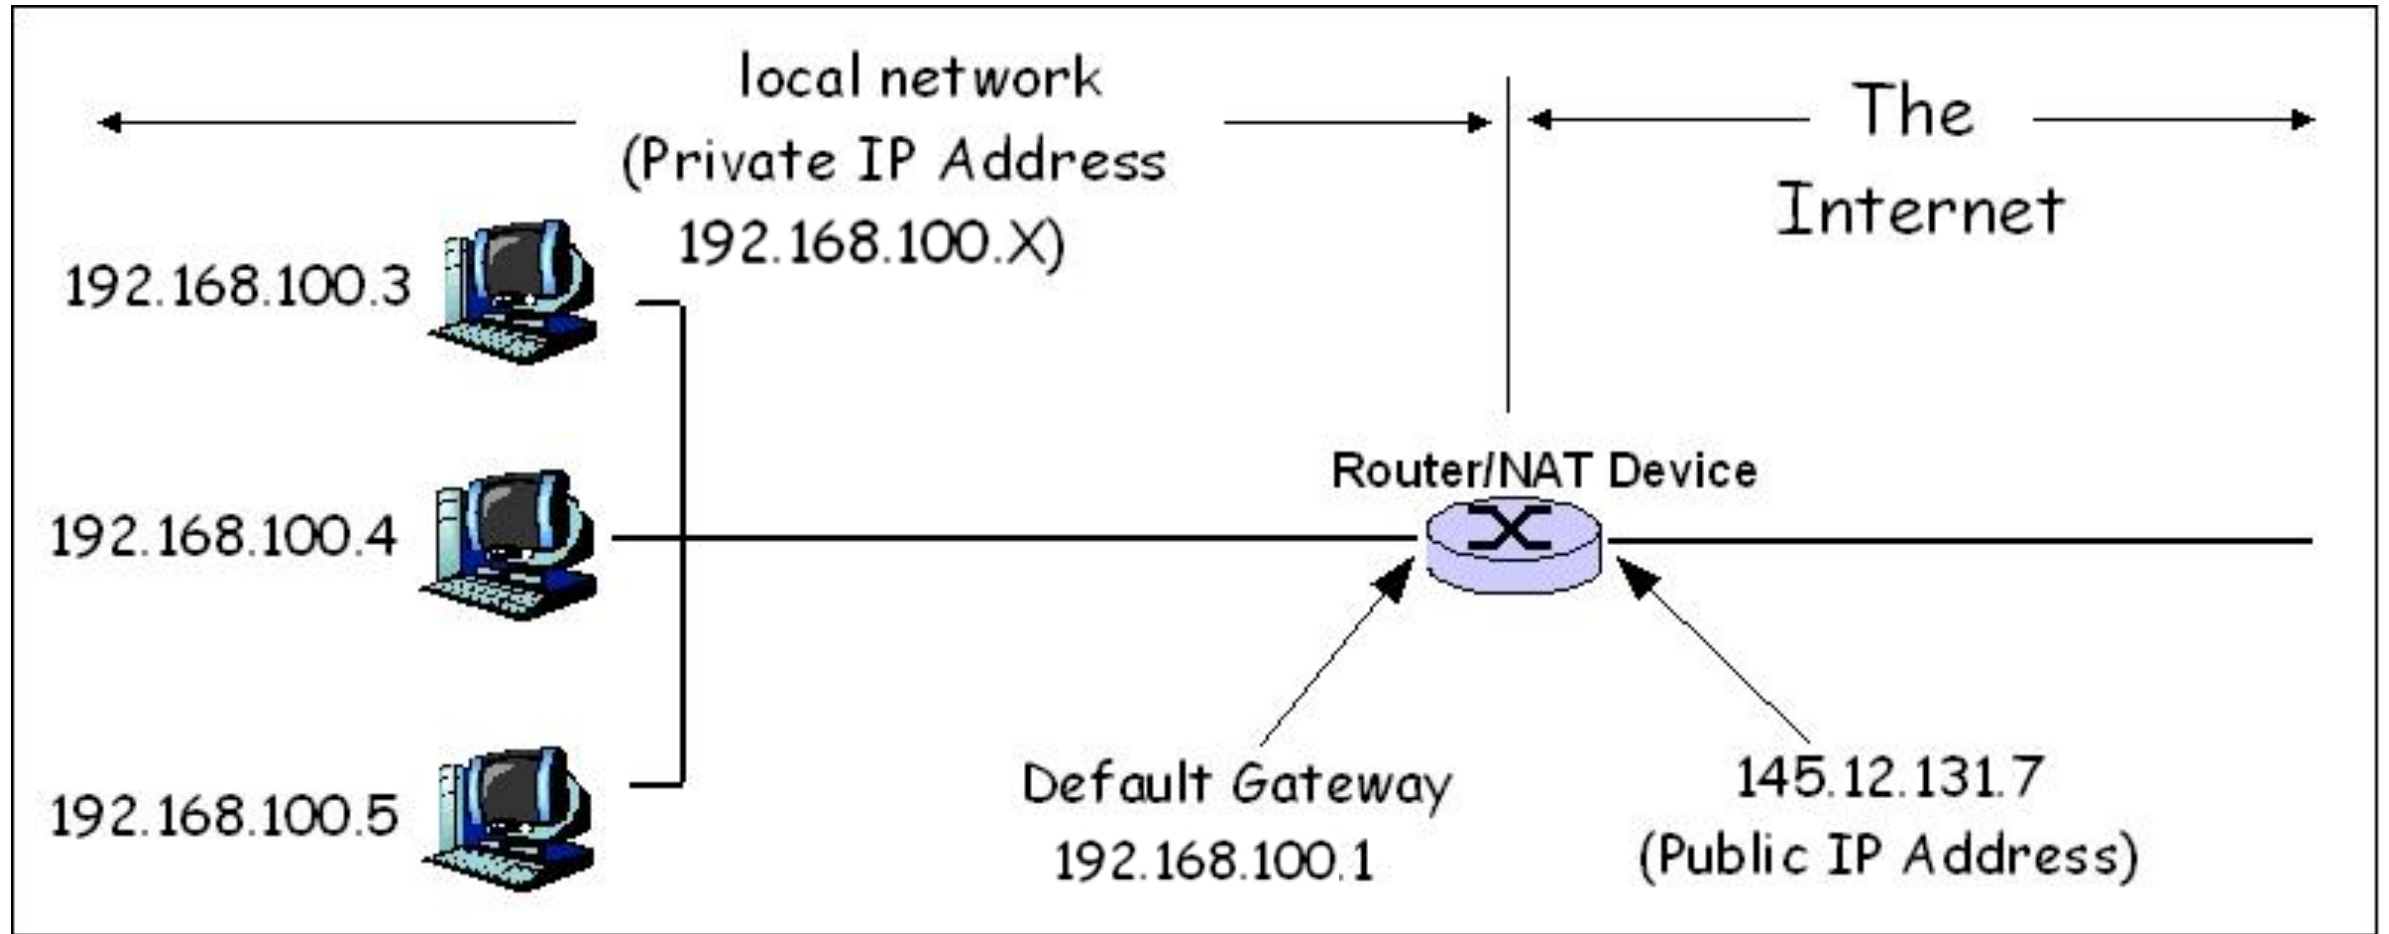 local network
(Private IP Address
192.168.100.X)
The
Internet
192.168.100.3
Router/NAT Device
192.168.100.4
192.168.100.5
Default Gateway
192.168.100.1
145.12.131.7
(Public IP Address)